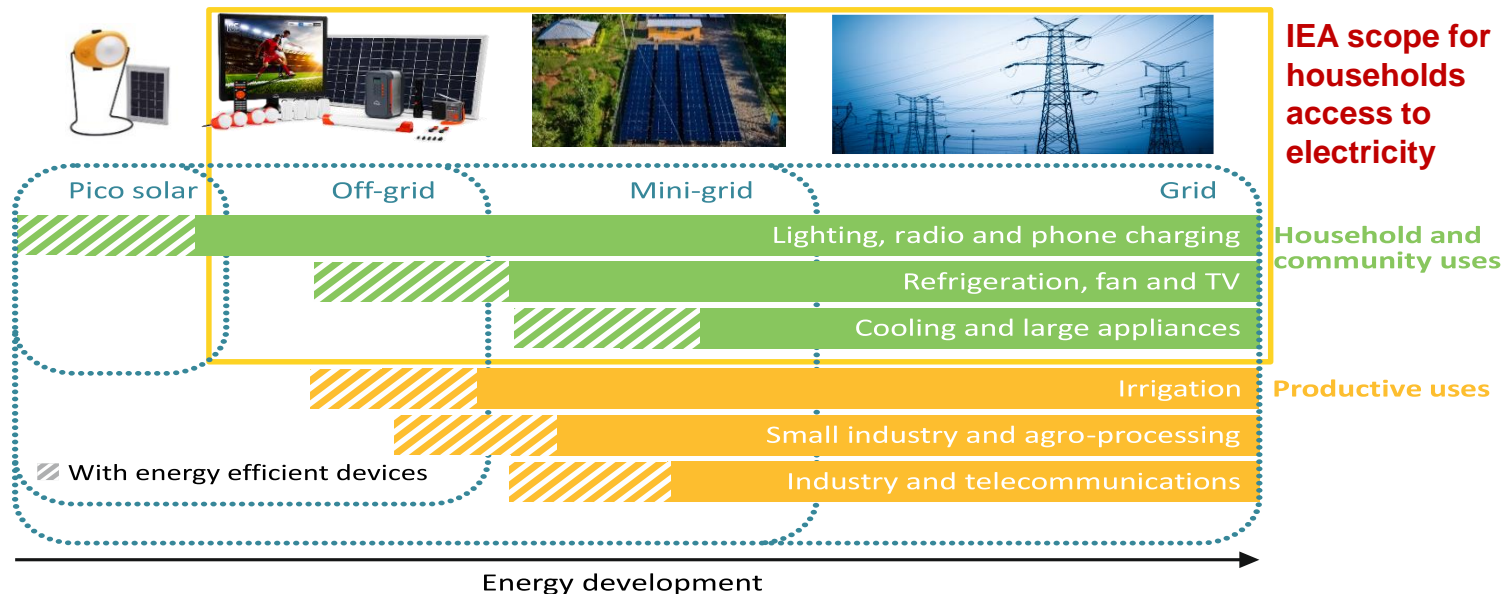 IEA scope for
households
access to
electricity
Pico solar
Off-grid
Mini-grid
Grid
Lighting, radio and phone charging
Household and
community uses
Refrigeration, fan and TV
Cooling and large appliances
Irrigation
Productive uses
Small industry and agro-processing
With energy efficient devices
Industry and telecommunications
Energy development